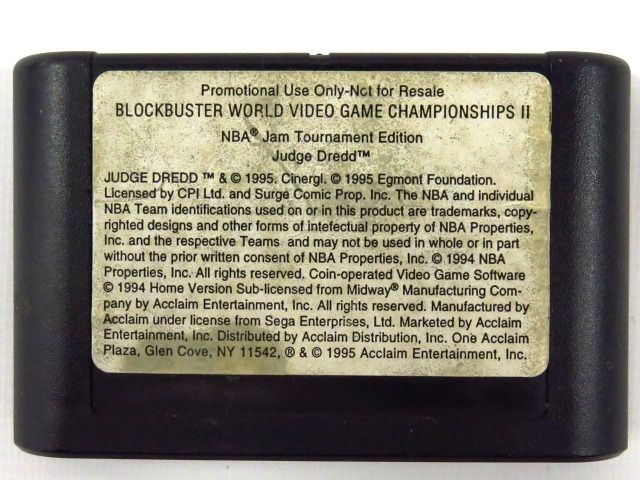 Promotional Use Only-Not for Resale
BLOCKBUSTER WORLD VIDEO GAME CHAMPIONSHIPS II
NBA® Jam Tournament Edition
Judge Dredd™
JUDGE DREDD ™ & © 1995. Cinergl. © 1995 Egmont Foundation.
Licensed by CPI Ltd. and Surge Comic Prop. Inc. The NBA and individual
NBA Team identifications used on or in this product are trademarks, copy-
righted designs and other forms of intefectual property of NBA Properties,
Inc. and the respective Teams and may not be used in whole or in part
without the prior written consent of NBA Properties, Inc. © 1994 NBA
Properties, Inc. All rights reserved. Coin-operated Video Game Software
© 1994 Home Version Sub-licensed from Midway® Manufacturing Com-
pany by Acclaim Entertainment, Inc. All rights reserved. Manufactured by
Acclaim under license from Sega Enterprises, Ltd. Marketed by Acclaim
Entertainment, Inc. Distributed by Acclaim Distribution, Inc. One Acclaim
Plaza, Glen Cove, NY 11542, ® & © 1995 Acclaim Entertainment, Inc.